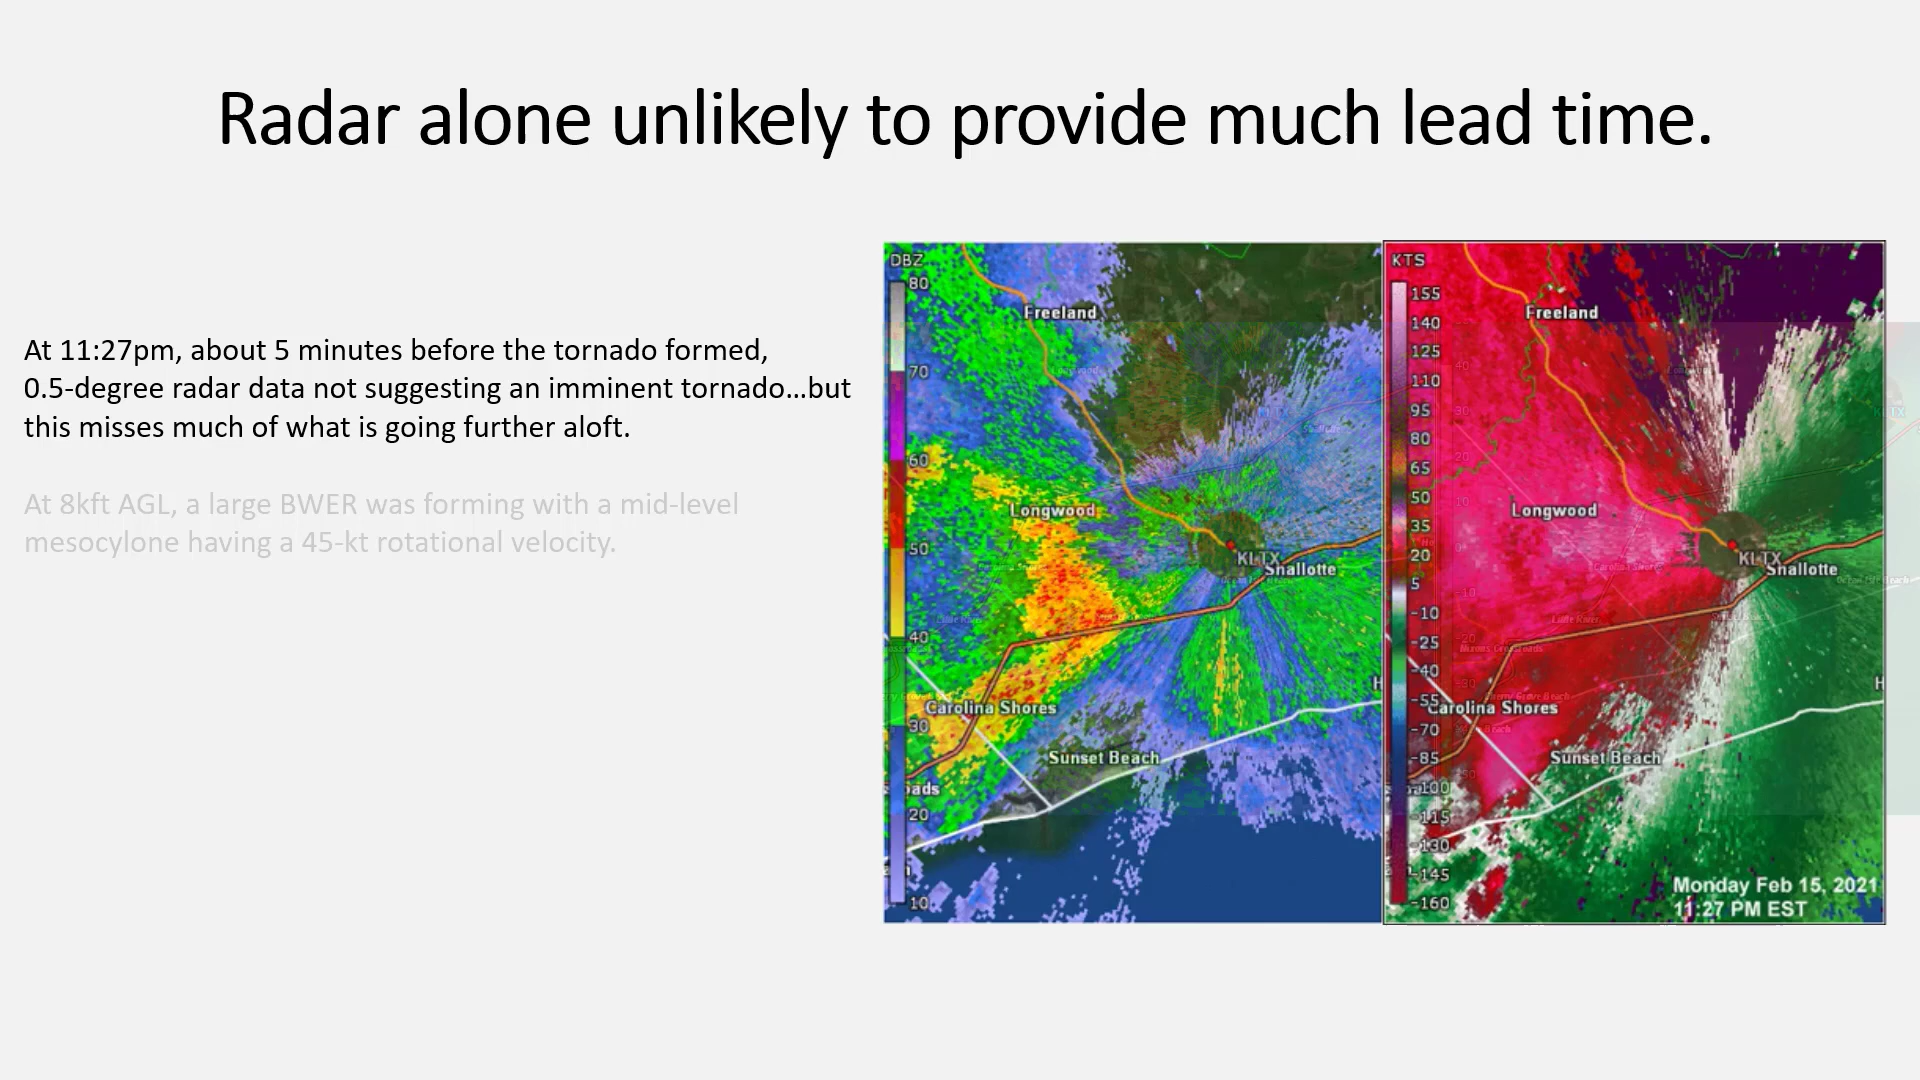 Radar alone unlikely to provide much lead time.
At 11:27pm, about 5 minutes before the tornado formed,
0.5-degree radar data not suggesting an imminent tornado…but
this misses much of what is going further aloft.
At 8kft AGL, a large BWER was forming with a mid-level
mesocylone having a 45-kt rotational velocity.
DBZ
80
70
60
50
40
30
20
10
Freeland
Longwood
KLTX
Shallotte
Carolina Shores
Sunset Beach
oads
H
KTS
155
140
125
110
95
80
65
50
35
20
5
-10
-25
-40
-55
-70
-85
-100
-115
-130
-145
-160
Freeland
Longwood
KLTX
Shallotte
Carolina Shores
Sunset Beach
H
Monday Feb 15, 2021
11:27 PM EST